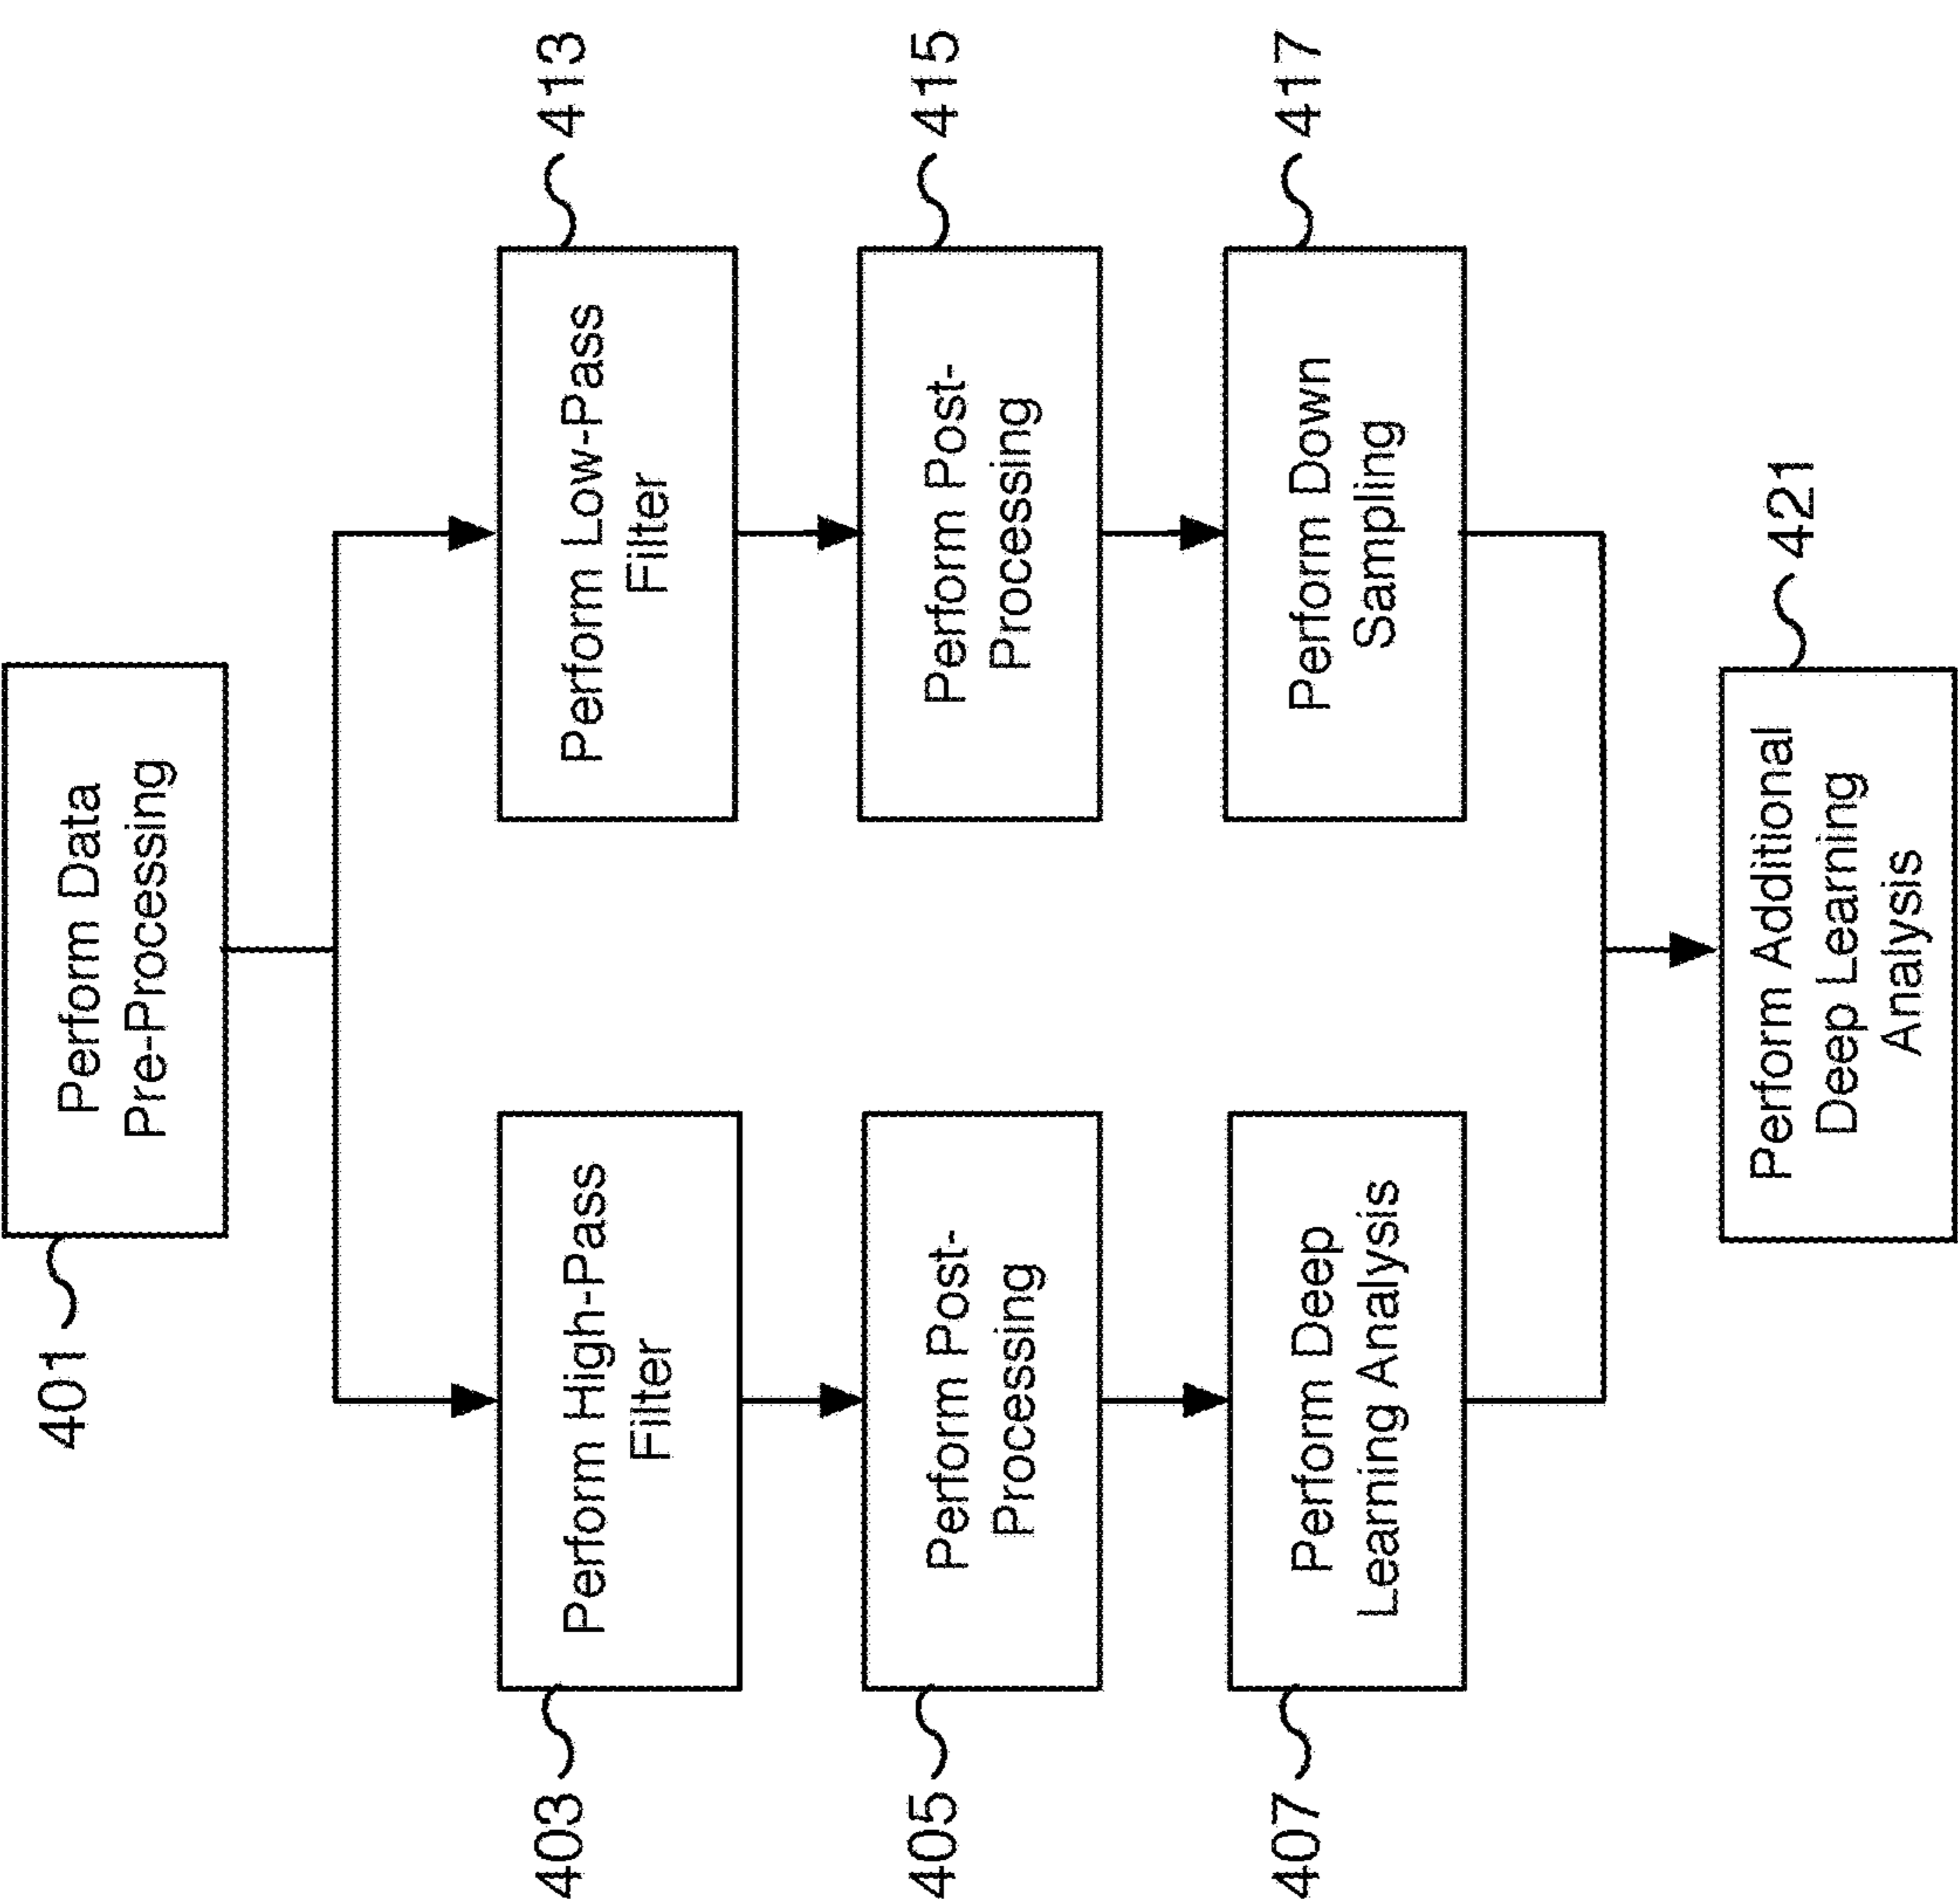 401
Perform Data
Pre-Processing
403
Perform High-Pass
Filter
Perform Low-Pass
Filter
413
405
Perform Post-
Processing
Perform Post-
Processing
415
407
Perform Deep
Learning Analysis
Perform Down
Sampling
417
Perform Additional
Deep Learning
Analysis
421